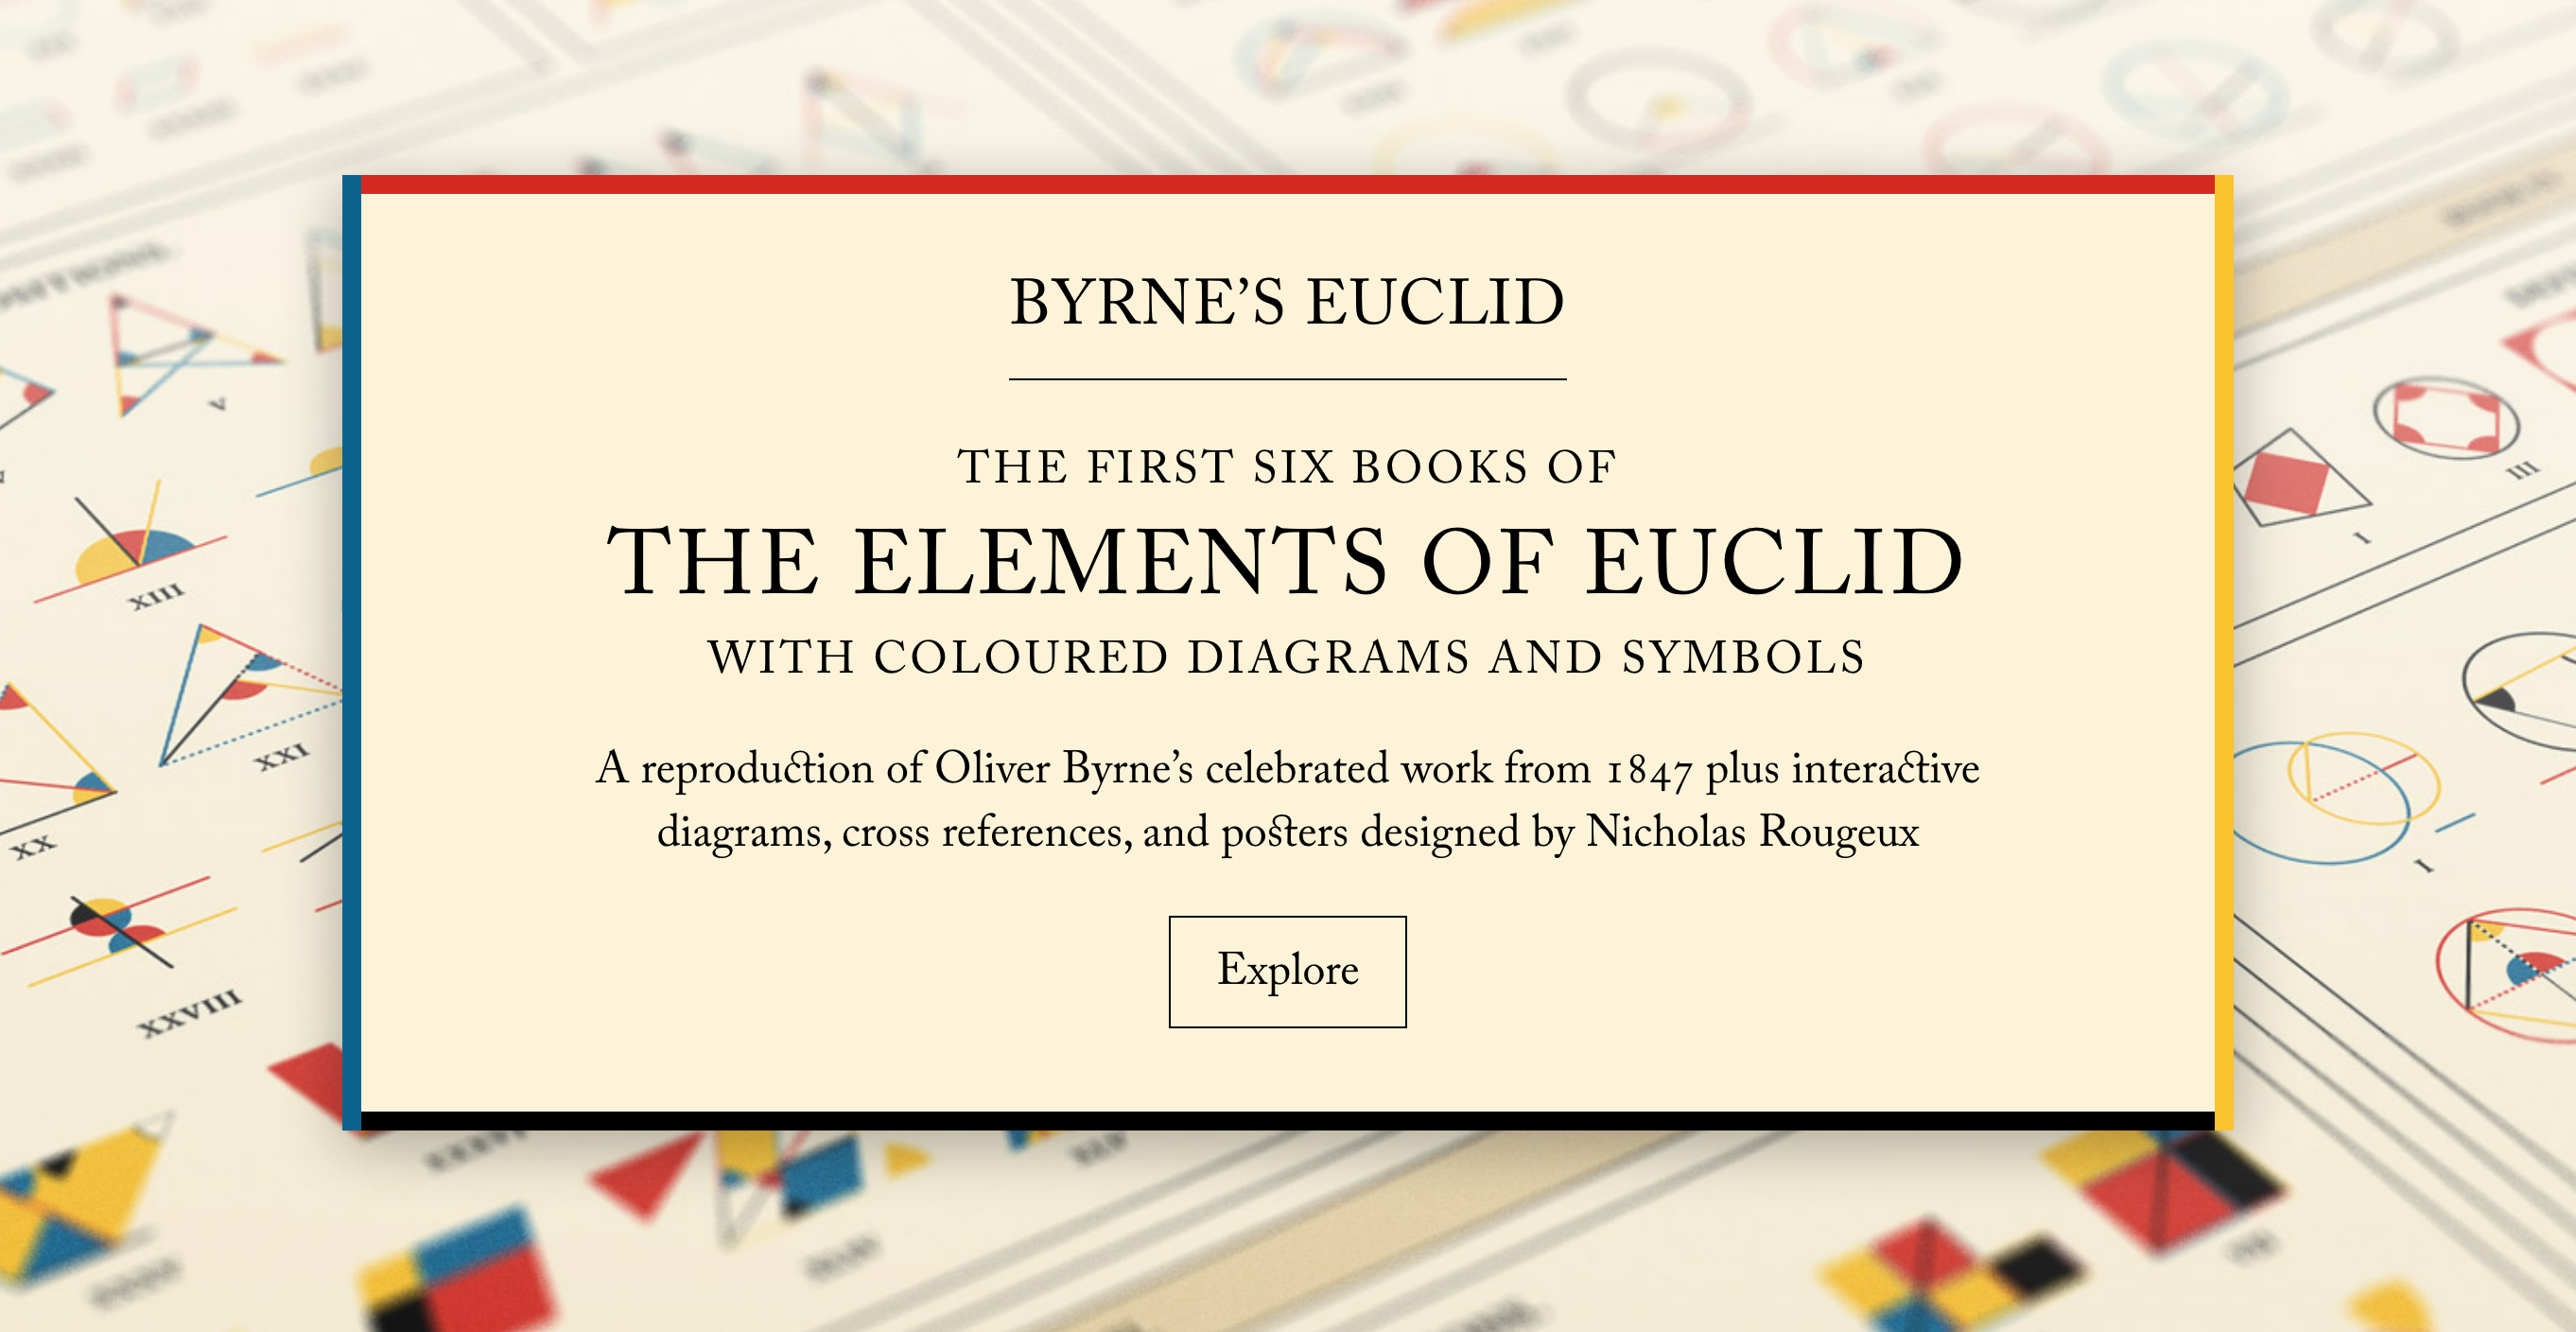 BYRNE’S EUCLID
THE FIRST SIX BOOKS OF
THE ELEMENTS OF EUCLID
WITH COLOURED DIAGRAMS AND SYMBOLS
A reproduction of Oliver Byrne’s celebrated work from 1847 plus interactive
diagrams, cross references, and posters designed by Nicholas Rougeux
Explore
V
XIII
XXI
XX
XXVIII
III
I
I